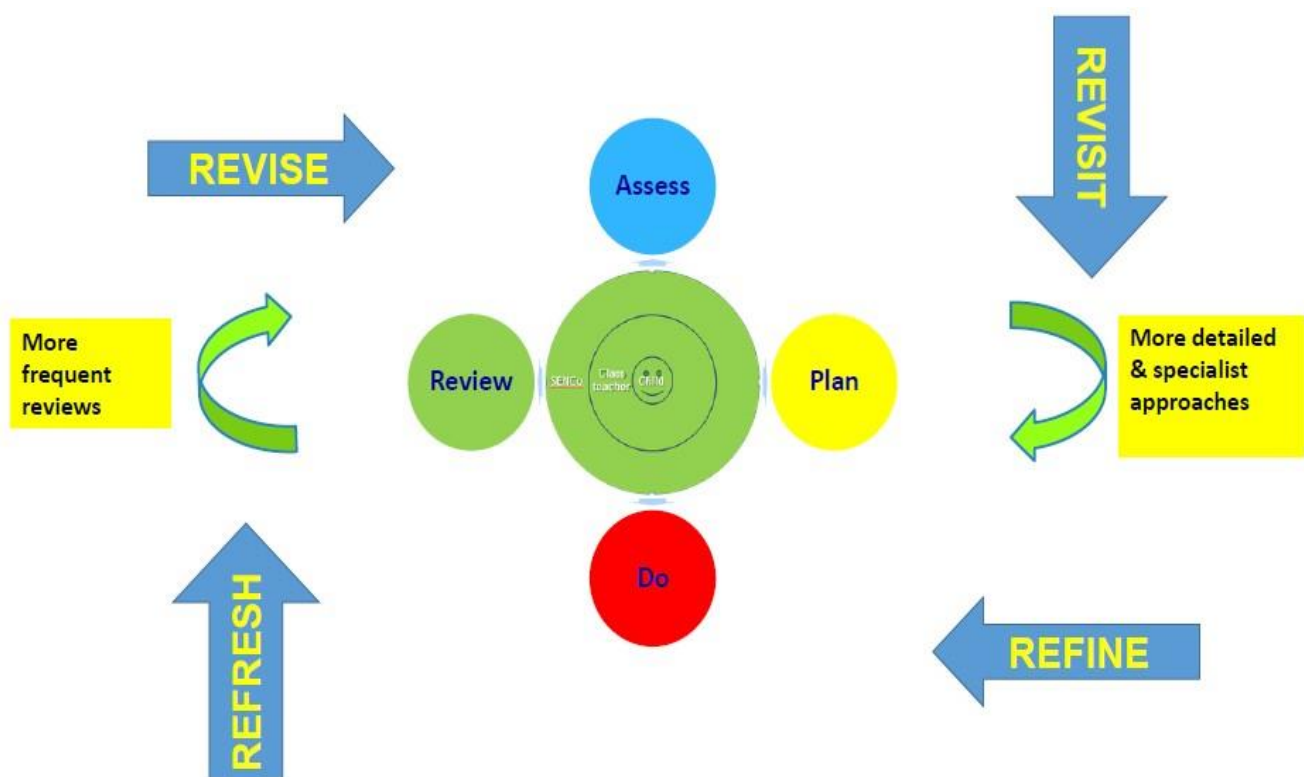 REVISIT
REVISE
Assess
More
frequent
reviews
Review
SENCo
Class
teacher
Child
Plan
More detailed
& specialist
approaches
Do
REFRESH
REFINE